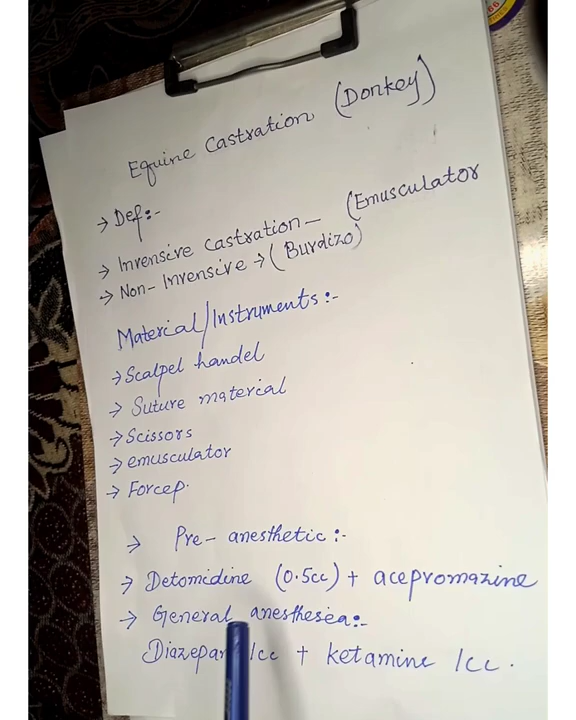 Equine Castration (Donkey)
→ Def:-
→ Invensive Castration – (Emusculator
→ Non-Invensive → (Burdizo)
Material/Instruments:-
→ Scalpel handel
→ Suture material
→ Scissors
→ emusculator
→ Forcep.
→ Pre-anesthetic:-
→ Detomidine (0.5cc) + acepromazine
→ General anesthesea:-
Diazepam 1cc + ketamine 1cc.
66